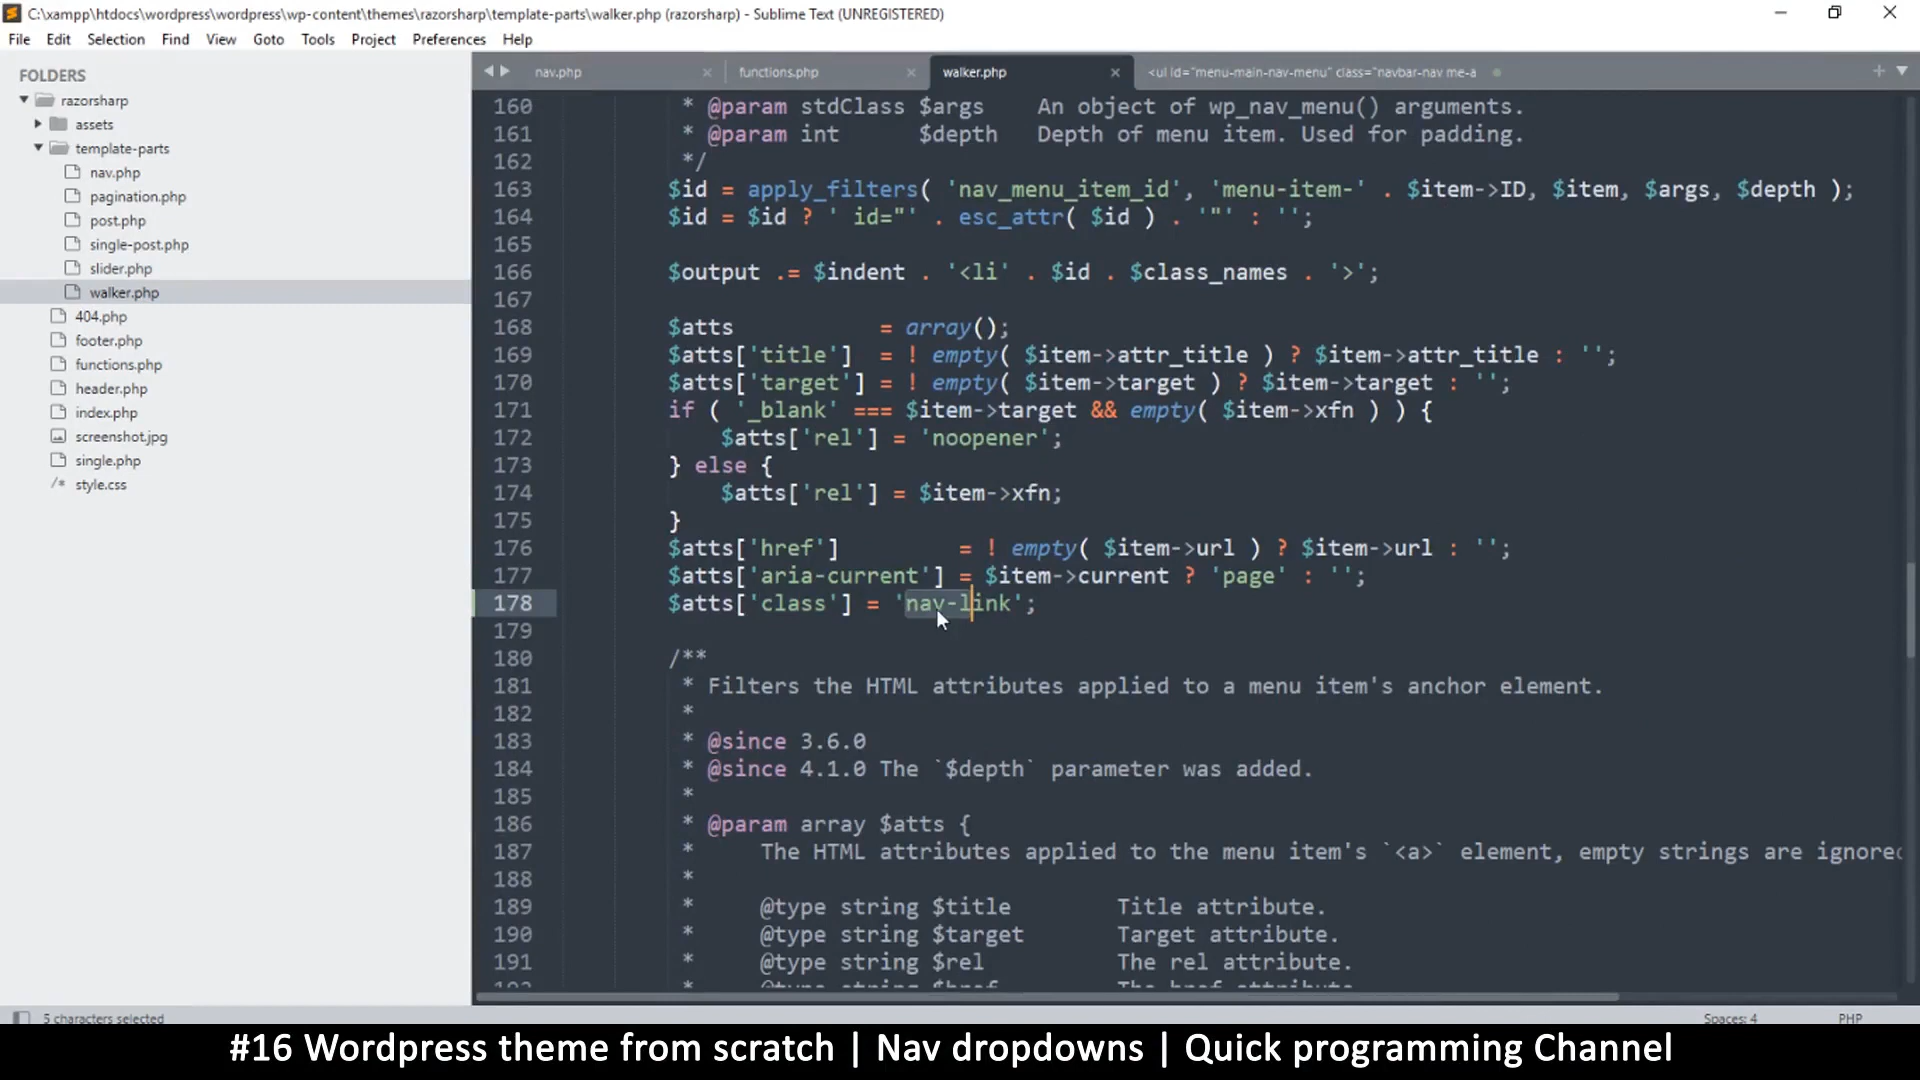 C:\xampp\htdocs\wordpress\wordpress\wp-content\themes\razorsharp\template-parts\walker.php (razorsharp) - Sublime Text (UNREGISTERED)
File Edit Selection Find View Goto Tools Project Preferences Help
FOLDERS
razorsharp
assets
template-parts
nav.php
pagination.php
post.php
single-post.php
slider.php
walker.php
404.php
footer.php
functions.php
header.php
index.php
screenshot.jpg
single.php
/* style.css
nav.php functions.php walker.php <ul id="menu-main-nav-menu" class="navbar-nav me-a
160 * @param stdClass $args An object of wp_nav_menu() arguments.
161 * @param int $depth Depth of menu item. Used for padding.
162 */
163 $id = apply_filters( 'nav_menu_item_id', 'menu-item-' . $item->ID, $item, $args, $depth );
164 $id = $id ? ' id="' . esc_attr( $id ) . '"' : '';
165
166 $output .= $indent . '<li' . $id . $class_names . '>';
167
168 $atts = array();
169 $atts['title'] = ! empty( $item->attr_title ) ? $item->attr_title : '';
170 $atts['target'] = ! empty( $item->target ) ? $item->target : '';
171 if ( '_blank' === $item->target && empty( $item->xfn ) ) {
172 $atts['rel'] = 'noopener';
173 } else {
174 $atts['rel'] = $item->xfn;
175 }
176 $atts['href'] = ! empty( $item->url ) ? $item->url : '';
177 $atts['aria-current'] = $item->current ? 'page' : '';
178 $atts['class'] = 'nav-link';
179
180 /**
181 * Filters the HTML attributes applied to a menu item's anchor element.
182 *
183 * @since 3.6.0
184 * @since 4.1.0 The `$depth` parameter was added.
185 *
186 * @param array $atts {
187 * The HTML attributes applied to the menu item's `<a>` element, empty strings are ignored
188 *
189 * @type string $title Title attribute.
190 * @type string $target Target attribute.
191 * @type string $rel The rel attribute.
192 * @type string $href The href attribute.
5 characters selected Spaces: 4 PHP
#16 Wordpress theme from scratch | Nav dropdowns | Quick programming Channel